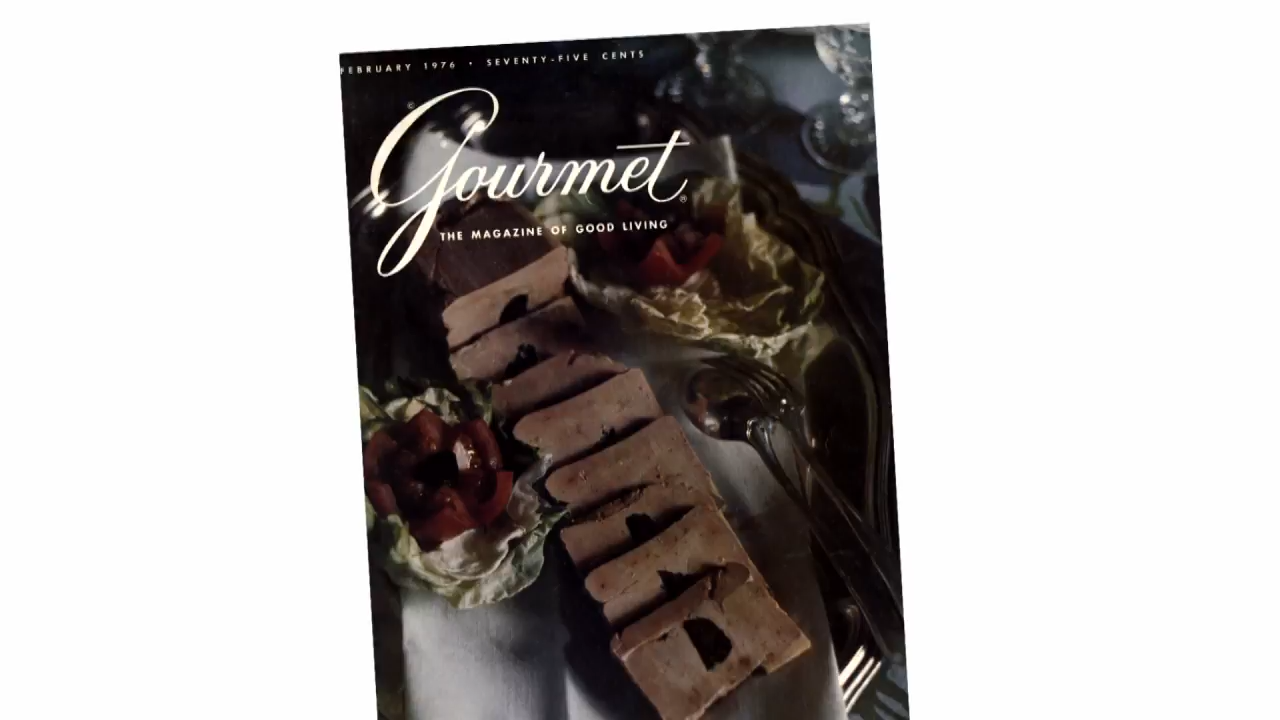 FEBRUARY 1976 · SEVENTY-FIVE CENTS
©
Gourmet®
THE MAGAZINE OF GOOD LIVING